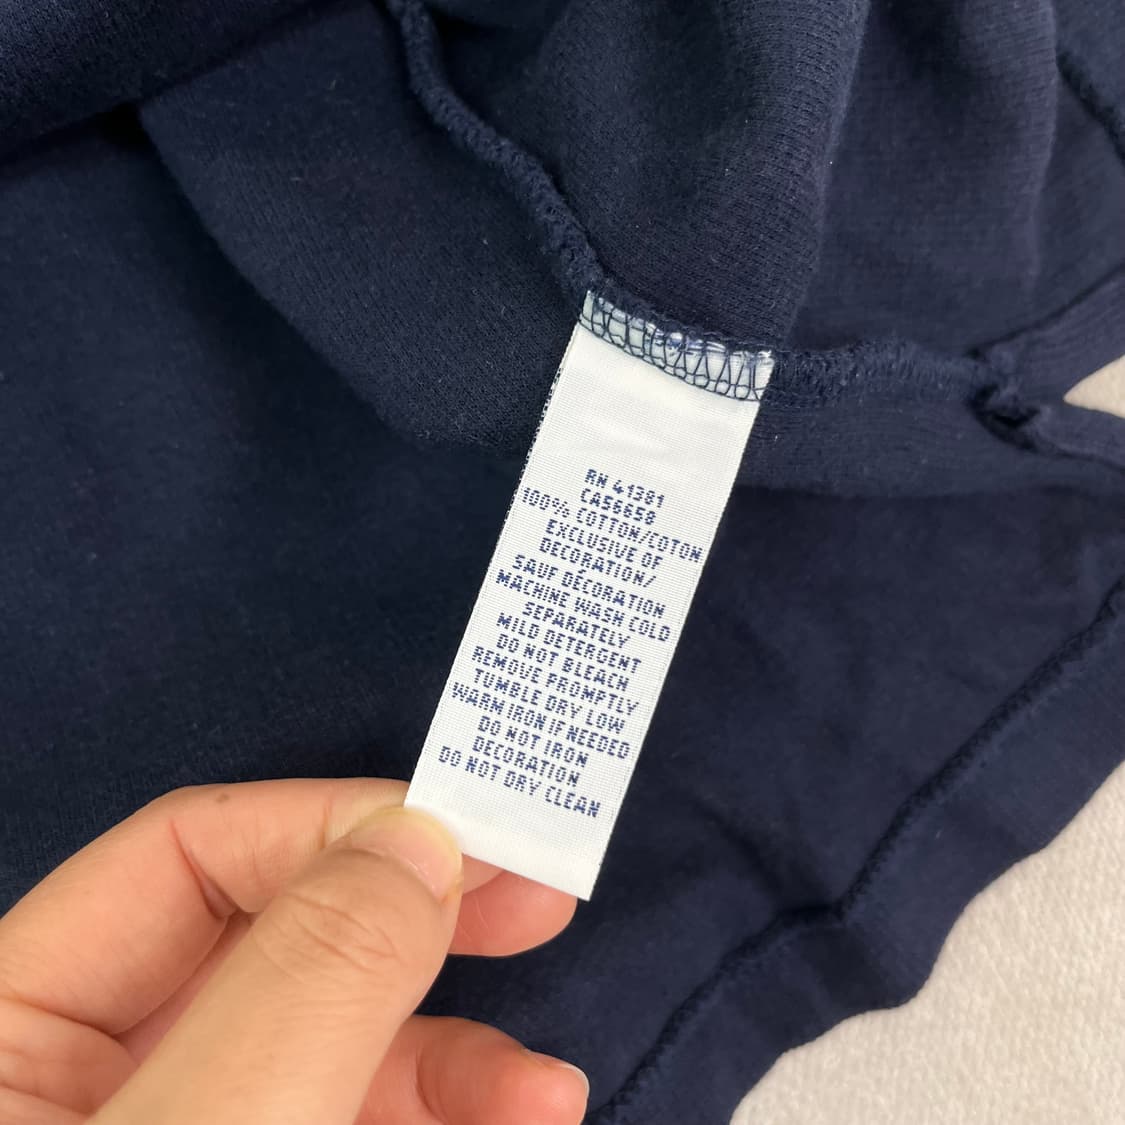 RN 41381
CA56658
100% COTTON/COTON
EXCLUSIVE OF
DECORATION/
SAUF DÉCORATION
MACHINE WASH COLD
SEPARATELY
MILD DETERGENT
DO NOT BLEACH
REMOVE PROMPTLY
TUMBLE DRY LOW
WARM IRON IF NEEDED
DO NOT IRON
DECORATION
DO NOT DRY CLEAN